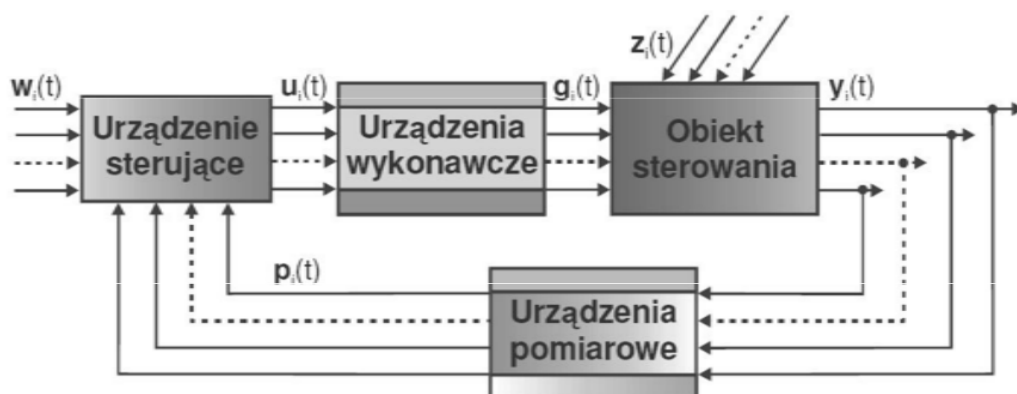 zᵢ(t)
wᵢ(t)
uᵢ(t)
gᵢ(t)
yᵢ(t)
Urządzenie
sterujące
Urządzenia
wykonawcze
Obiekt
sterowania
pᵢ(t)
Urządzenia
pomiarowe